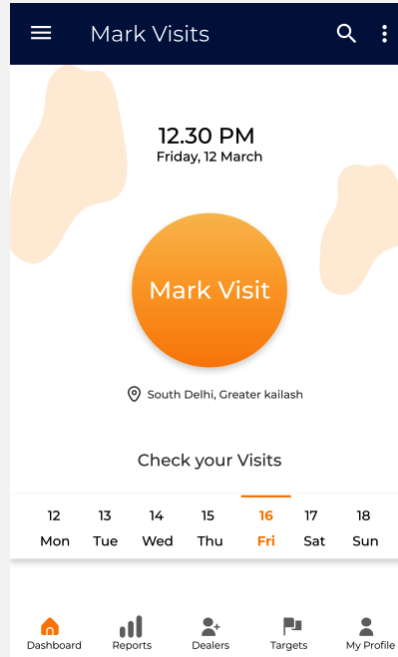 Mark Visits
12.30 PM
Friday, 12 March
Mark Visit
South Delhi, Greater kailash
Check your Visits
12 13 14 15 16 17 18
Mon Tue Wed Thu Fri Sat Sun
Dashboard Reports Dealers Targets My Profile